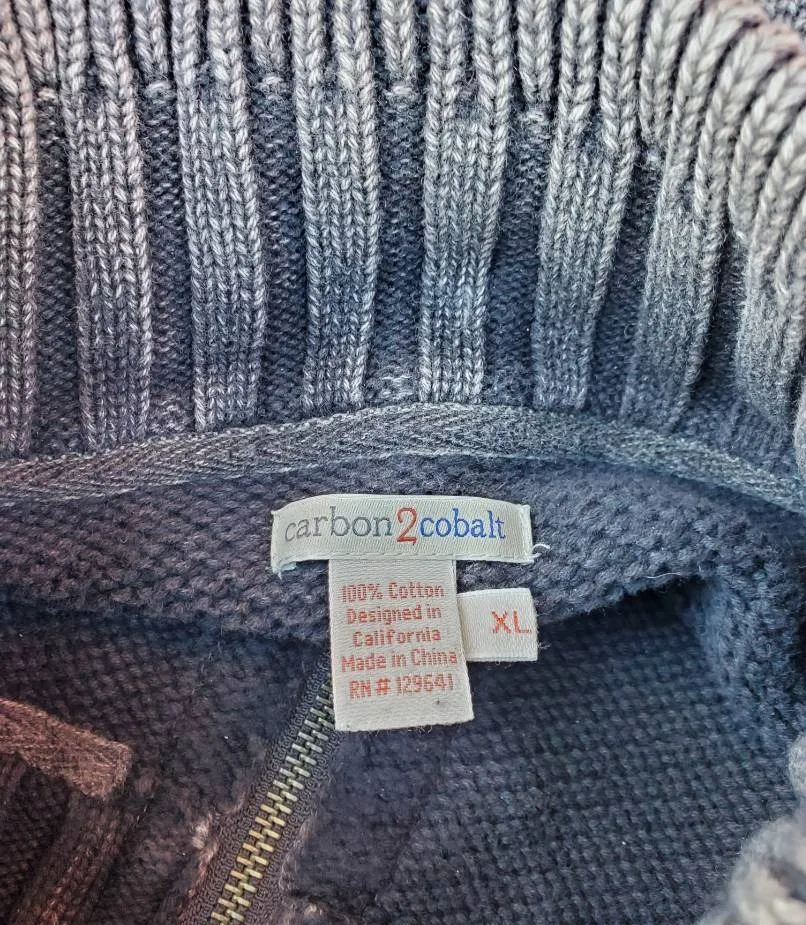 carbon2cobalt
100% Cotton
Designed in
California
Made in China
RN # 129641
XL